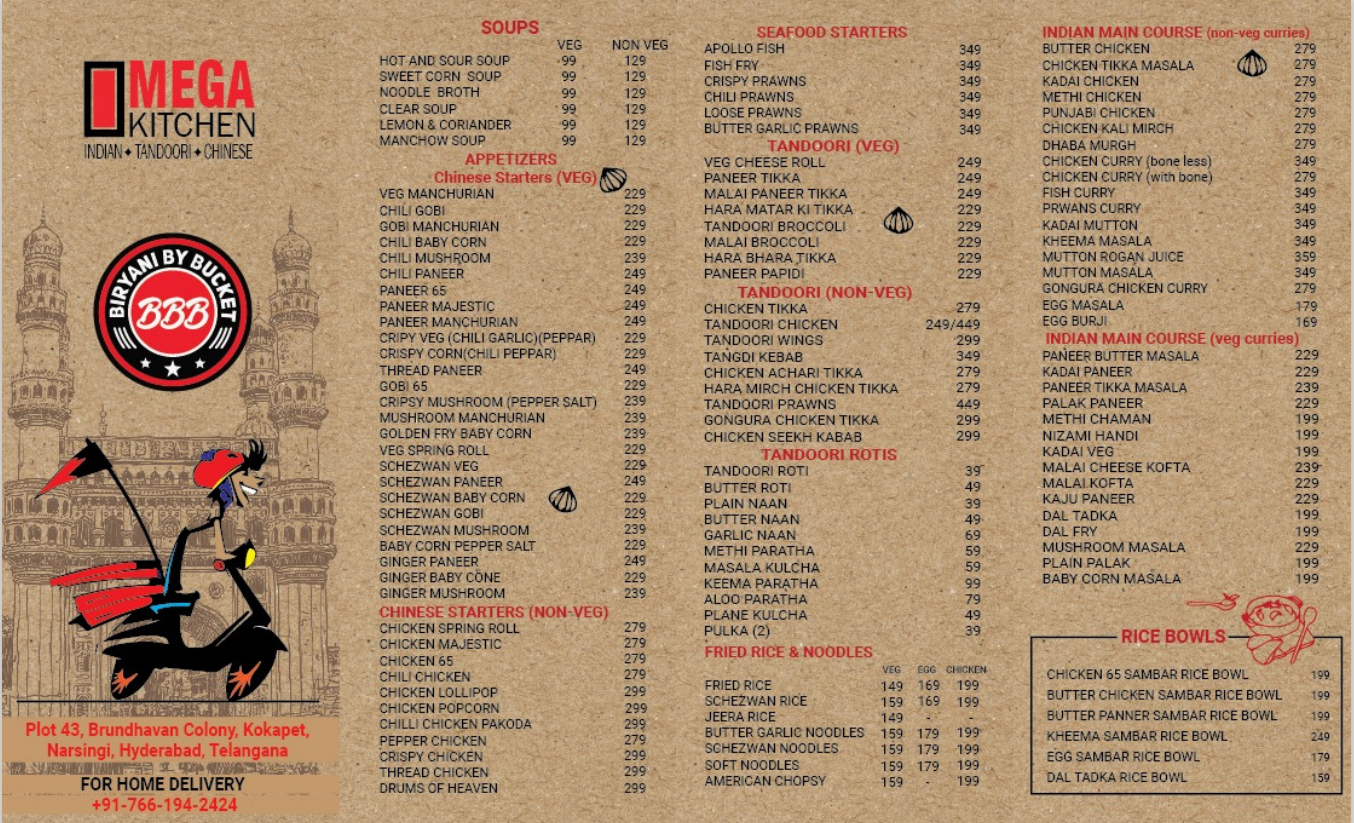 OMEGA
KITCHEN
INDIAN ✦ TANDOORI ✦ CHINESE
BIRYANI BY BUCKET
BBB
Plot 43, Brundhavan Colony, Kokapet,
Narsingi, Hyderabad, Telangana
FOR HOME DELIVERY
+91-766-194-2424
SOUPS
VEG NON VEG
HOT AND SOUR SOUP 99 129
SWEET CORN SOUP 99 129
NOODLE BROTH 99 129
CLEAR SOUP 99 129
LEMON & CORIANDER 99 129
MANCHOW SOUP 99 129
APPETIZERS
Chinese Starters (VEG)
VEG MANCHURIAN 229
CHILI GOBI 229
GOBI MANCHURIAN 229
CHILI BABY CORN 229
CHILI MUSHROOM 239
CHILI PANEER 249
PANEER 65 249
PANEER MAJESTIC 249
PANEER MANCHURIAN 249
CRIPY VEG (CHILI GARLIC)(PEPPAR) 229
CRISPY CORN(CHILI PEPPAR) 229
THREAD PANEER 249
GOBI 65 229
CRIPSY MUSHROOM (PEPPER SALT) 239
MUSHROOM MANCHURIAN 239
GOLDEN FRY BABY CORN 239
VEG SPRING ROLL 229
SCHEZWAN VEG 229
SCHEZWAN PANEER 249
SCHEZWAN BABY CORN 229
SCHEZWAN GOBI 229
SCHEZWAN MUSHROOM 239
BABY CORN PEPPER SALT 229
GINGER PANEER 249
GINGER BABY CONE 229
GINGER MUSHROOM 239
CHINESE STARTERS (NON-VEG)
CHICKEN SPRING ROLL 279
CHICKEN MAJESTIC 279
CHICKEN 65 279
CHILI CHICKEN 279
CHICKEN LOLLIPOP 299
CHICKEN POPCORN 299
CHILLI CHICKEN PAKODA 299
PEPPER CHICKEN 279
CRISPY CHICKEN 299
THREAD CHICKEN 299
DRUMS OF HEAVEN 299
SEAFOOD STARTERS
APOLLO FISH 349
FISH FRY 349
CRISPY PRAWNS 349
CHILI PRAWNS 349
LOOSE PRAWNS 349
BUTTER GARLIC PRAWNS 349
TANDOORI (VEG)
VEG CHEESE ROLL 249
PANEER TIKKA 249
MALAI PANEER TIKKA 249
HARA MATAR KI TIKKA 229
TANDOORI BROCCOLI 229
MALAI BROCCOLI 229
HARA BHARA TIKKA 229
PANEER PAPIDI 229
TANDOORI (NON-VEG)
CHICKEN TIKKA 279
TANDOORI CHICKEN 249/449
TANDOORI WINGS 299
TANGDI KEBAB 349
CHICKEN ACHARI TIKKA 279
HARA MIRCH CHICKEN TIKKA 279
TANDOORI PRAWNS 449
GONGURA CHICKEN TIKKA 299
CHICKEN SEEKH KABAB 299
TANDOORI ROTIS
TANDOORI ROTI 39
BUTTER ROTI 49
PLAIN NAAN 39
BUTTER NAAN 49
GARLIC NAAN 69
METHI PARATHA 59
MASALA KULCHA 59
KEEMA PARATHA 99
ALOO PARATHA 79
PLANE KULCHA 49
PULKA (2) 39
FRIED RICE & NOODLES
VEG EGG CHICKEN
FRIED RICE 149 169 199
SCHEZWAN RICE 159 169 199
JEERA RICE 149 - -
BUTTER GARLIC NOODLES 159 179 199
SCHEZWAN NOODLES 159 179 199
SOFT NOODLES 159 179 199
AMERICAN CHOPSY 159 - 199
INDIAN MAIN COURSE (non-veg curries)
BUTTER CHICKEN 279
CHICKEN TIKKA MASALA 279
KADAI CHICKEN 279
METHI CHICKEN 279
PUNJABI CHICKEN 279
CHICKEN KALI MIRCH 279
DHABA MURGH 279
CHICKEN CURRY (bone less) 349
CHICKEN CURRY (with bone) 279
FISH CURRY 349
PRWANS CURRY 349
KADAI MUTTON 349
KHEEMA MASALA 349
MUTTON ROGAN JUICE 359
MUTTON MASALA 349
GONGURA CHICKEN CURRY 279
EGG MASALA 179
EGG BURJI 169
INDIAN MAIN COURSE (veg curries)
PANEER BUTTER MASALA 229
KADAI PANEER 229
PANEER TIKKA MASALA 239
PALAK PANEER 229
METHI CHAMAN 199
NIZAMI HANDI 199
KADAI VEG 199
MALAI CHEESE KOFTA 239
MALAI KOFTA 229
KAJU PANEER 229
DAL TADKA 199
DAL FRY 199
MUSHROOM MASALA 229
PLAIN PALAK 199
BABY CORN MASALA 199
RICE BOWLS
CHICKEN 65 SAMBAR RICE BOWL 199
BUTTER CHICKEN SAMBAR RICE BOWL 199
BUTTER PANNER SAMBAR RICE BOWL 199
KHEEMA SAMBAR RICE BOWL 249
EGG SAMBAR RICE BOWL 179
DAL TADKA RICE BOWL 159